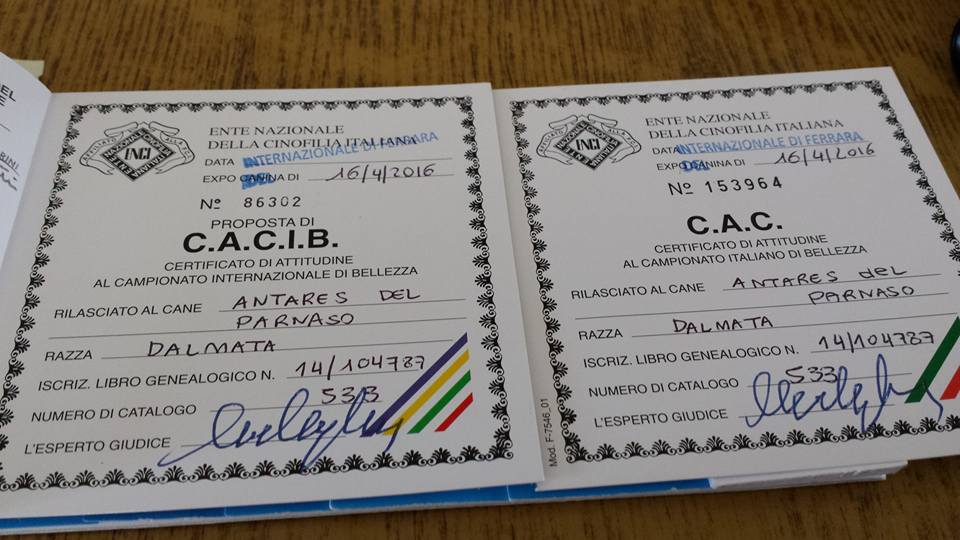 EL
E
RINI
ENTE NAZIONALE
DELLA CINOFILIA ITALIANA
DATA INTERNAZIONALE DI FERRARA
EXPO CANINA DI 16/4/2016
Nº 86302
PROPOSTA DI
C.A.C.I.B.
CERTIFICATO DI ATTITUDINE
AL CAMPIONATO INTERNAZIONALE DI BELLEZZA
RILASCIATO AL CANE ANTARES DEL
PARNASO
RAZZA DALMATA
ISCRIZ. LIBRO GENEALOGICO N. 14/104787
NUMERO DI CATALOGO 533
L'ESPERTO GIUDICE
ENTE NAZIONALE
DELLA CINOFILIA ITALIANA
DATA INTERNAZIONALE DI FERRARA
EXPO CANINA DI 16/4/2016
Nº 153964
C.A.C.
CERTIFICATO DI ATTITUDINE
AL CAMPIONATO ITALIANO DI BELLEZZA
RILASCIATO AL CANE ANTARES del
PARNASO
RAZZA DALMATA
ISCRIZ. LIBRO GENEALOGICO N. 14/104787
NUMERO DI CATALOGO 533
L'ESPERTO GIUDICE
Mod. F-7546_01